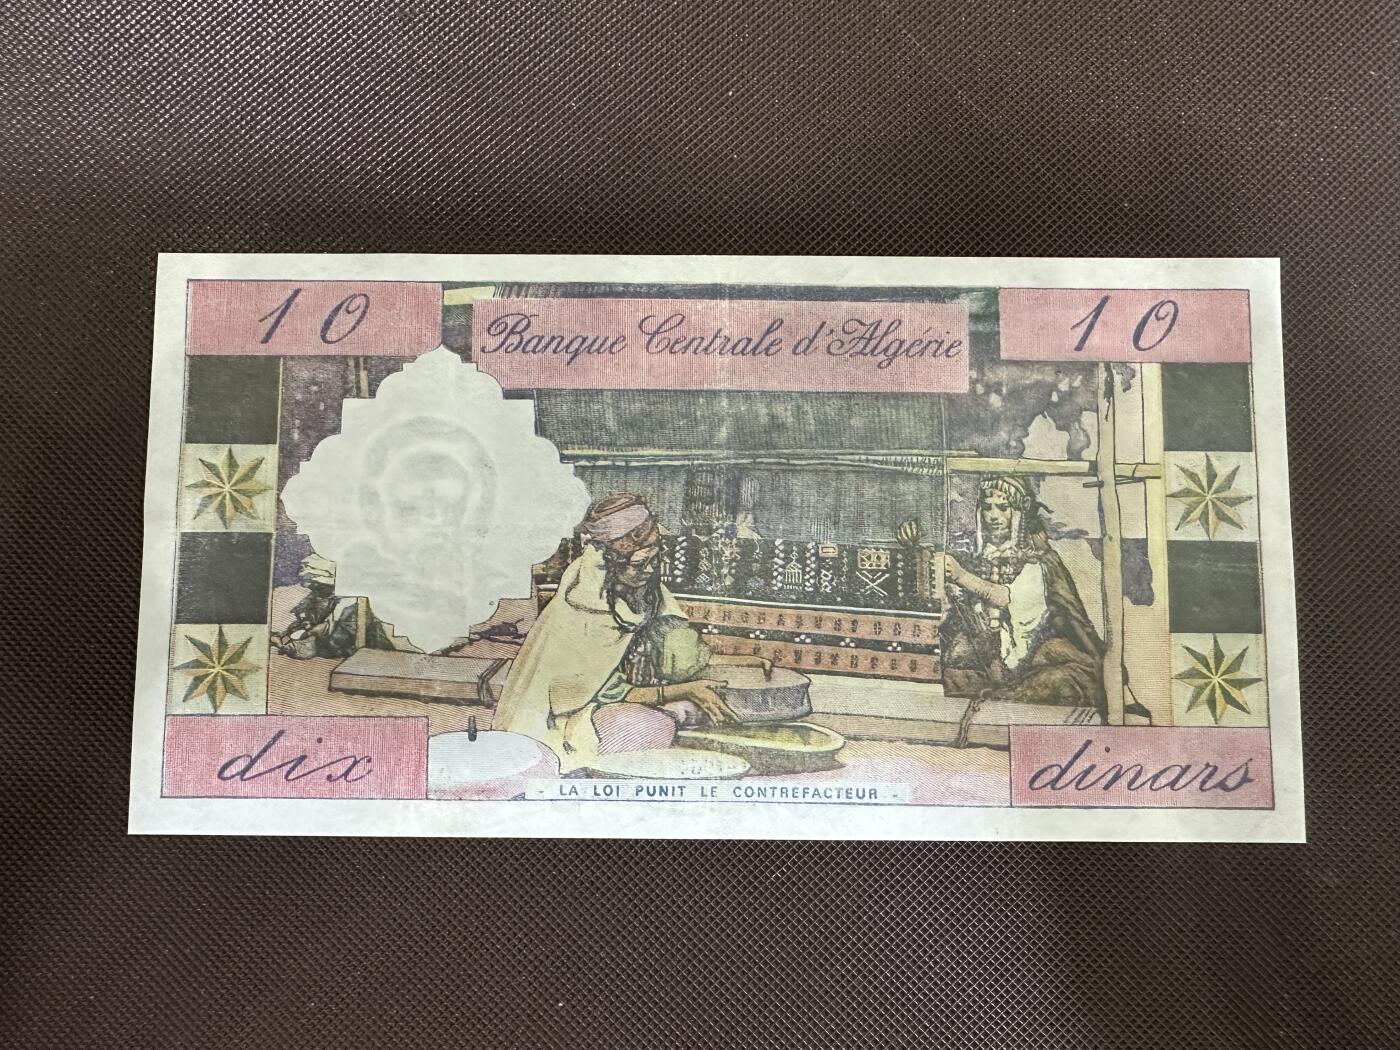 10
Banque Centrale d'Algérie
10
dix
dinars
- LA LOI PUNIT LE CONTREFACTEUR -